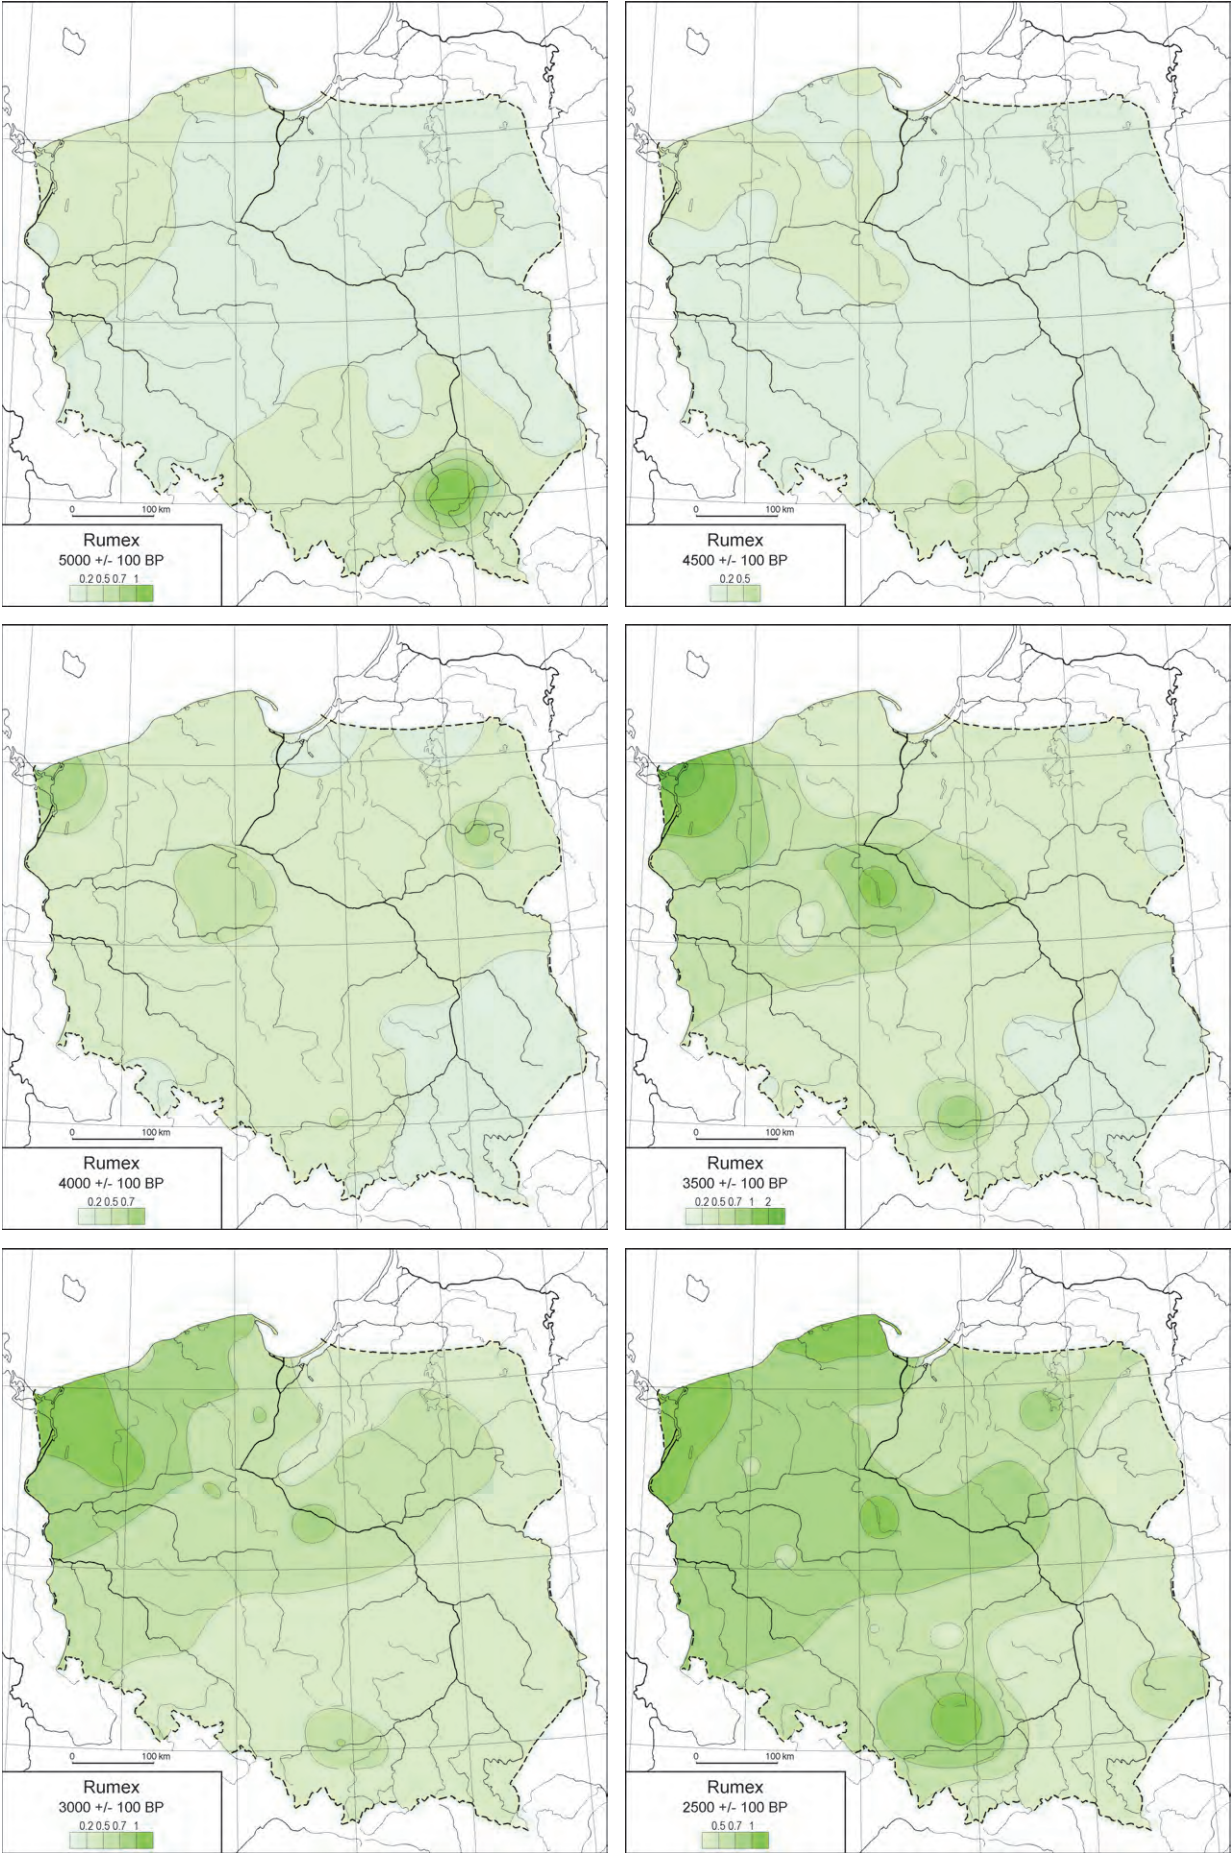 0 100 km
Rumex
5000 +/- 100 BP
0.2 0.5 0.7 1
Rumex
4500 +/- 100 BP
0.2 0.5
0 100 km
0 100 km
Rumex
4000 +/- 100 BP
0.2 0.5 0.7
0 100 km
Rumex
3500 +/- 100 BP
0.2 0.5 0.7 1 2
0 100 km
Rumex
3000 +/- 100 BP
0.2 0.5 0.7 1
0 100 km
Rumex
2500 +/- 100 BP
0.5 0.7 1